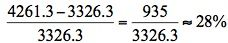 (4261.3 − 3326.3) / 3326.3 = 935 / 3326.3 ≈ 28%